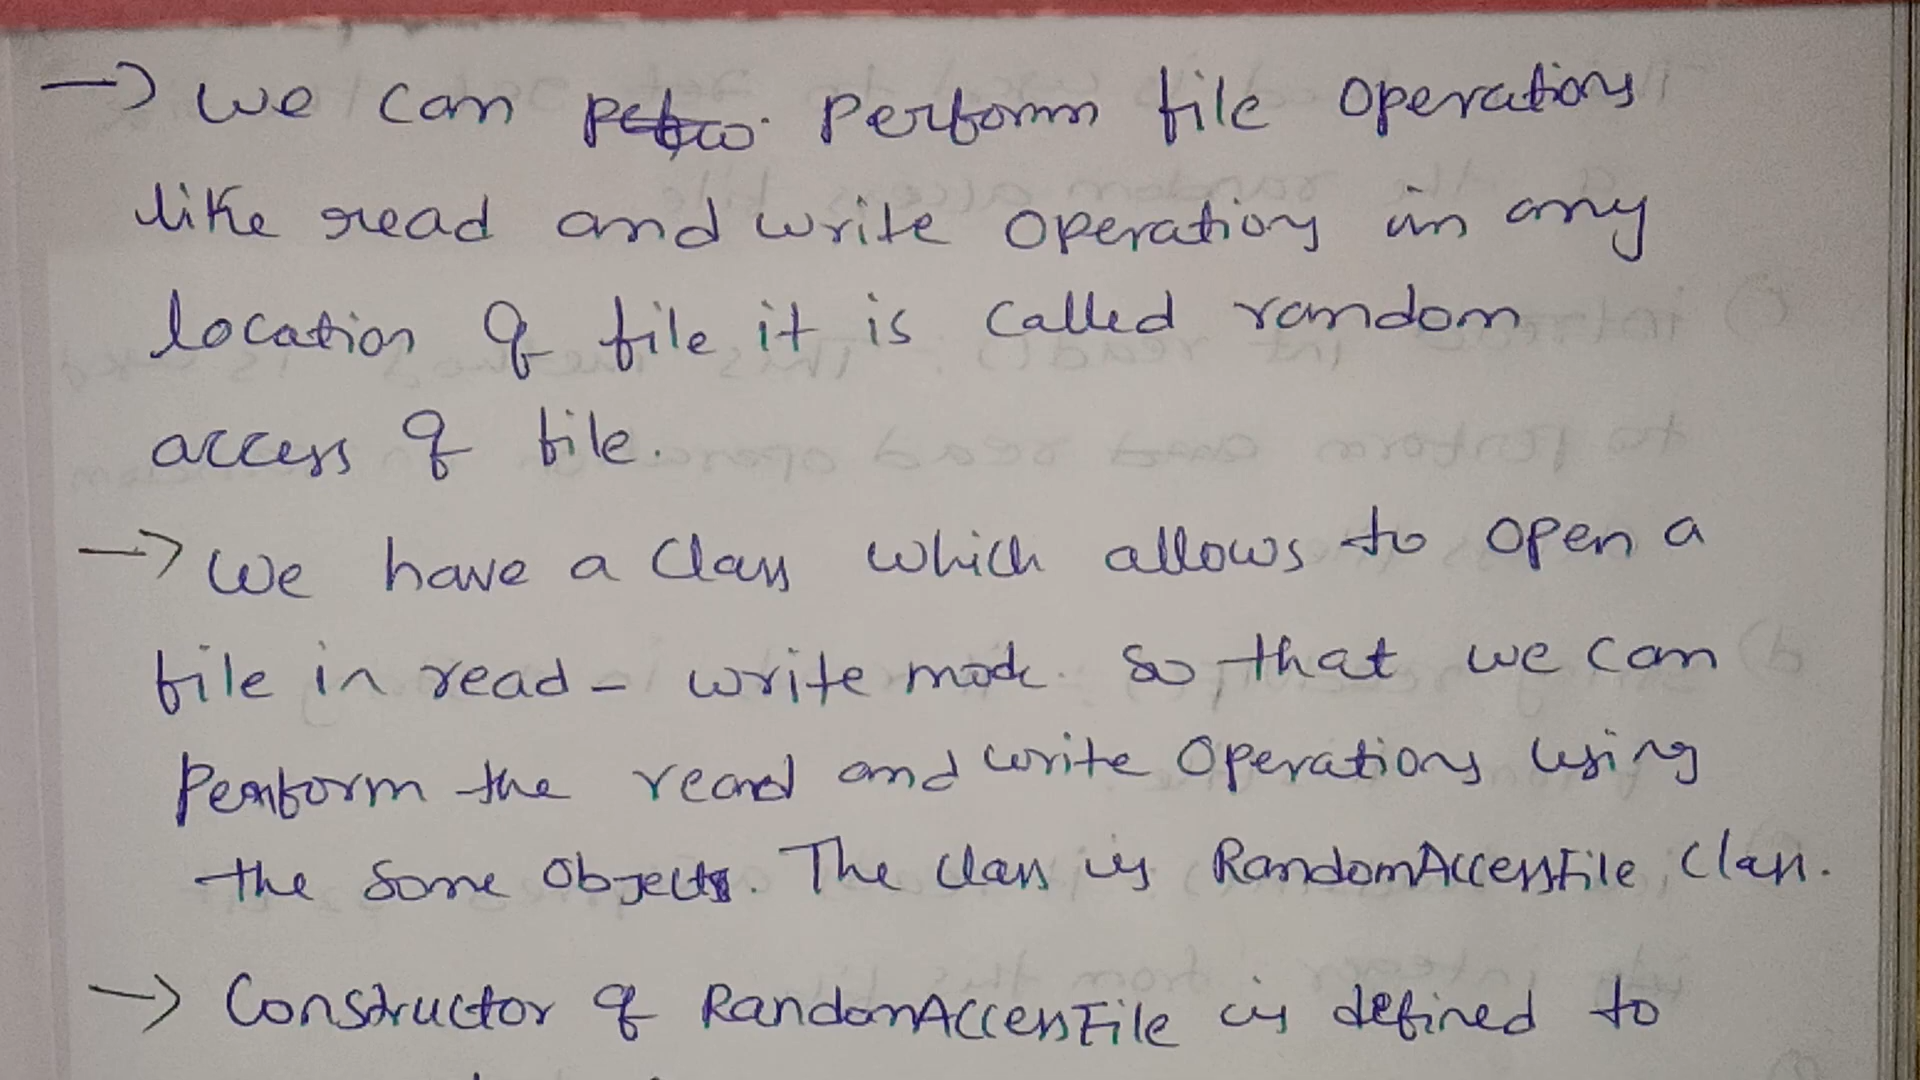 → we can perform file operations
like read and write operations in any
location of file it is called random
access of file.
→ we have a class which allows to open a
file in read - write mode so that we can
perform the read and write operations using
the same objects. The class is RandomAccessFile class.
→ Constructor of RandomAccessFile is defined to